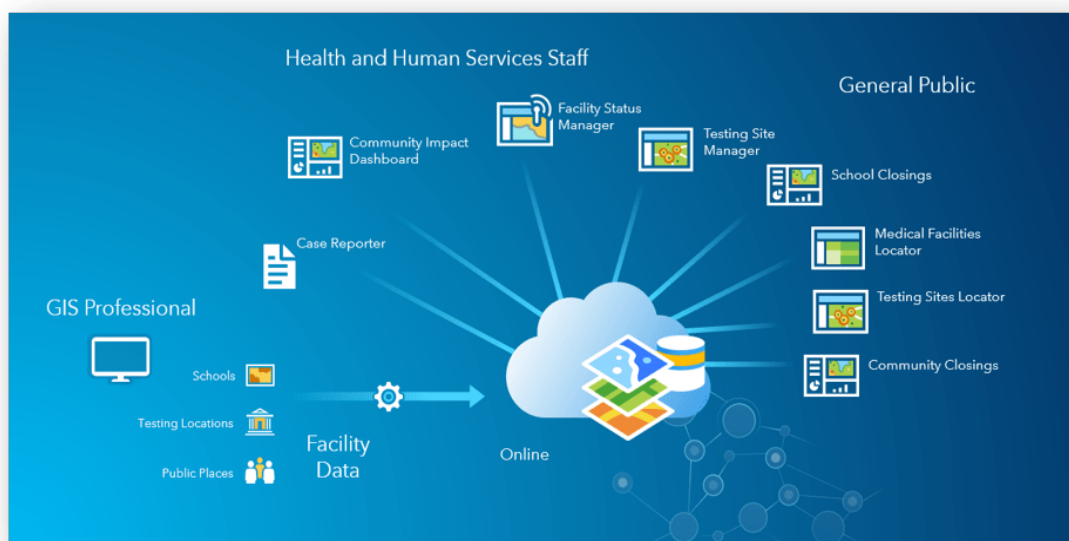 Health and Human Services Staff
General Public
Facility Status
Manager
Community Impact
Dashboard
Testing Site
Manager
School Closings
Case Reporter
Medical Facilities
Locator
GIS Professional
Testing Sites Locator
Community Closings
Schools
Testing Locations
Public Places
Facility
Data
Online